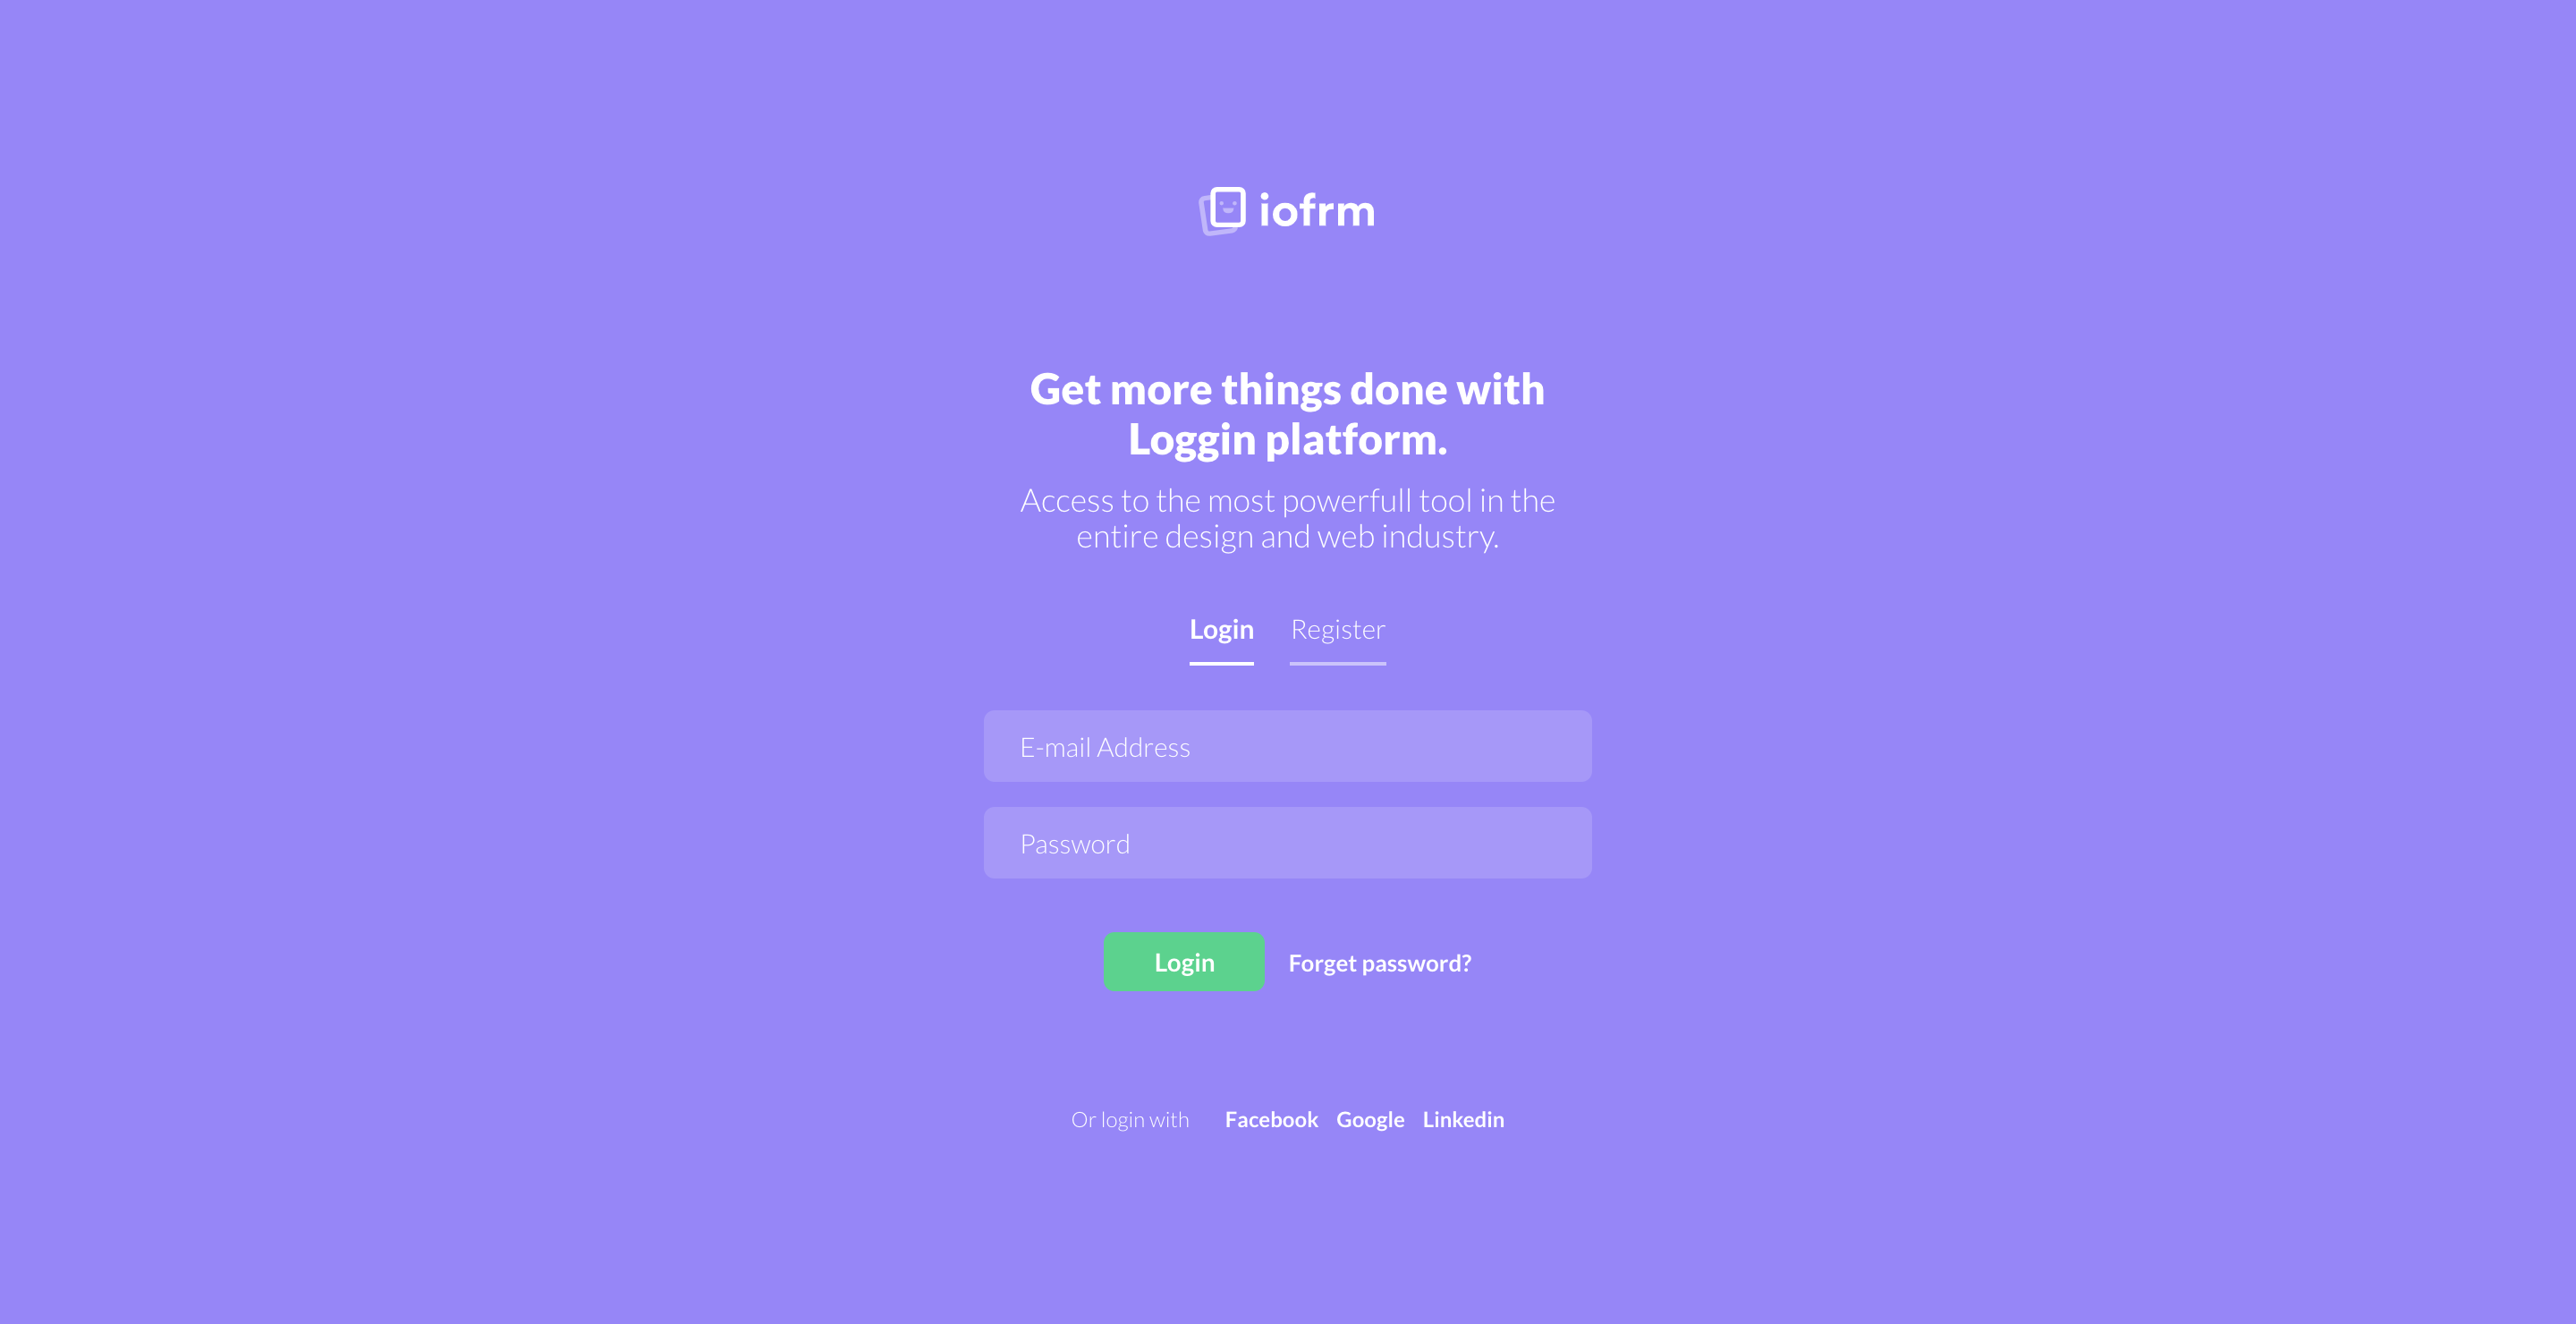 iofrm
Get more things done with
Loggin platform.
Access to the most powerfull tool in the
entire design and web industry.
Login Register
E-mail Address
Password
Login Forget password?
Or login with Facebook Google Linkedin